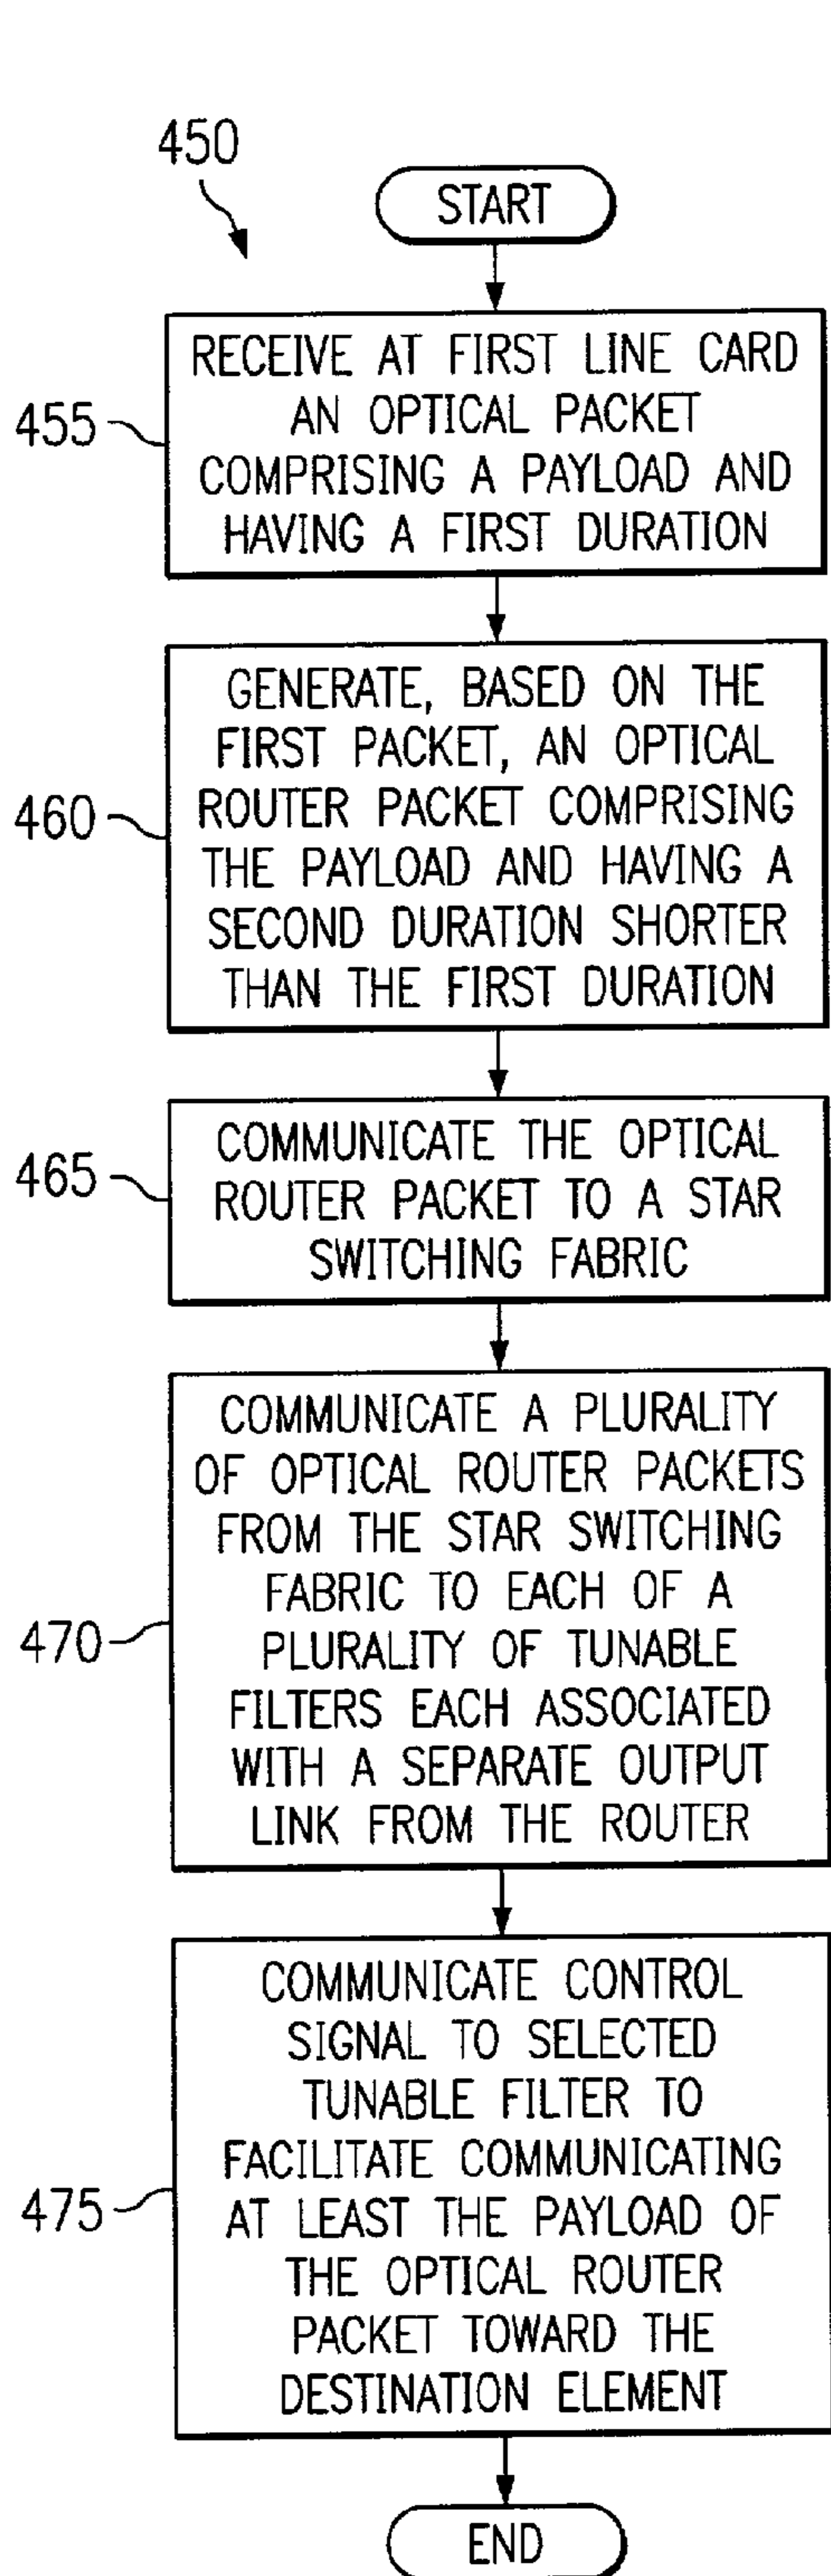 450
START
RECEIVE AT FIRST LINE CARD
AN OPTICAL PACKET
COMPRISING A PAYLOAD AND
HAVING A FIRST DURATION
455
GENERATE, BASED ON THE
FIRST PACKET, AN OPTICAL
ROUTER PACKET COMPRISING
THE PAYLOAD AND HAVING A
SECOND DURATION SHORTER
THAN THE FIRST DURATION
460
COMMUNICATE THE OPTICAL
ROUTER PACKET TO A STAR
SWITCHING FABRIC
465
COMMUNICATE A PLURALITY
OF OPTICAL ROUTER PACKETS
FROM THE STAR SWITCHING
FABRIC TO EACH OF A
PLURALITY OF TUNABLE
FILTERS EACH ASSOCIATED
WITH A SEPARATE OUTPUT
LINK FROM THE ROUTER
470
COMMUNICATE CONTROL
SIGNAL TO SELECTED
TUNABLE FILTER TO
FACILITATE COMMUNICATING
AT LEAST THE PAYLOAD OF
THE OPTICAL ROUTER
PACKET TOWARD THE
DESTINATION ELEMENT
475
END